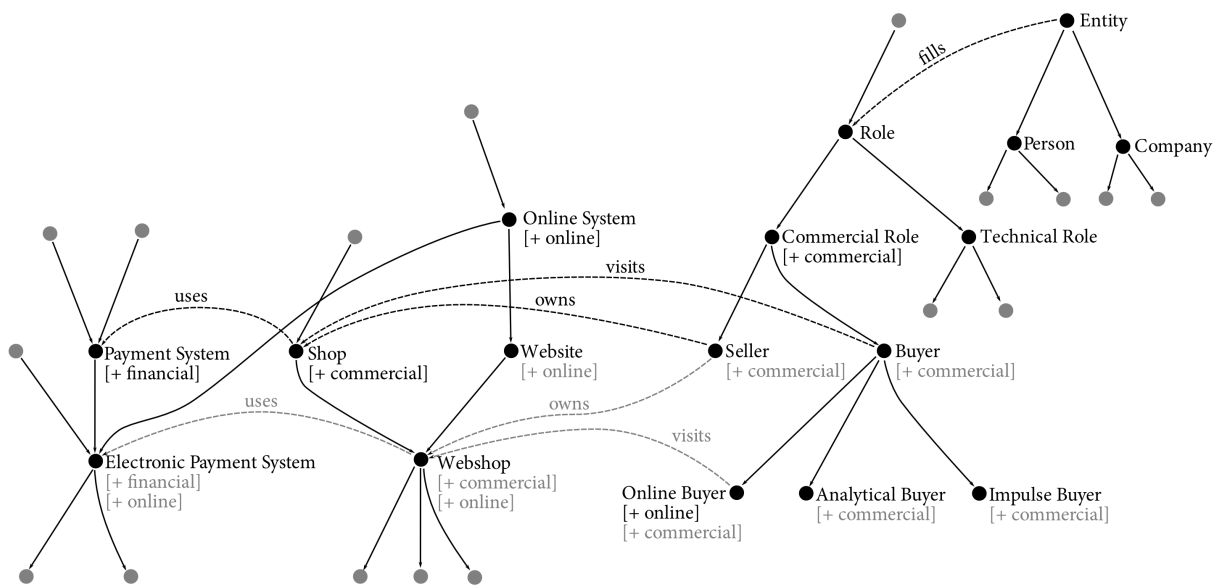 Entity
fills
Role
Person
Company
Online System
[+ online]
Commercial Role
[+ commercial]
Technical Role
visits
uses
owns
Payment System
[+ financial]
Shop
[+ commercial]
Website
[+ online]
Seller
[+ commercial]
Buyer
[+ commercial]
uses
owns
visits
Electronic Payment System
[+ financial]
[+ online]
Webshop
[+ commercial]
[+ online]
Online Buyer
[+ online]
[+ commercial]
Analytical Buyer
[+ commercial]
Impulse Buyer
[+ commercial]